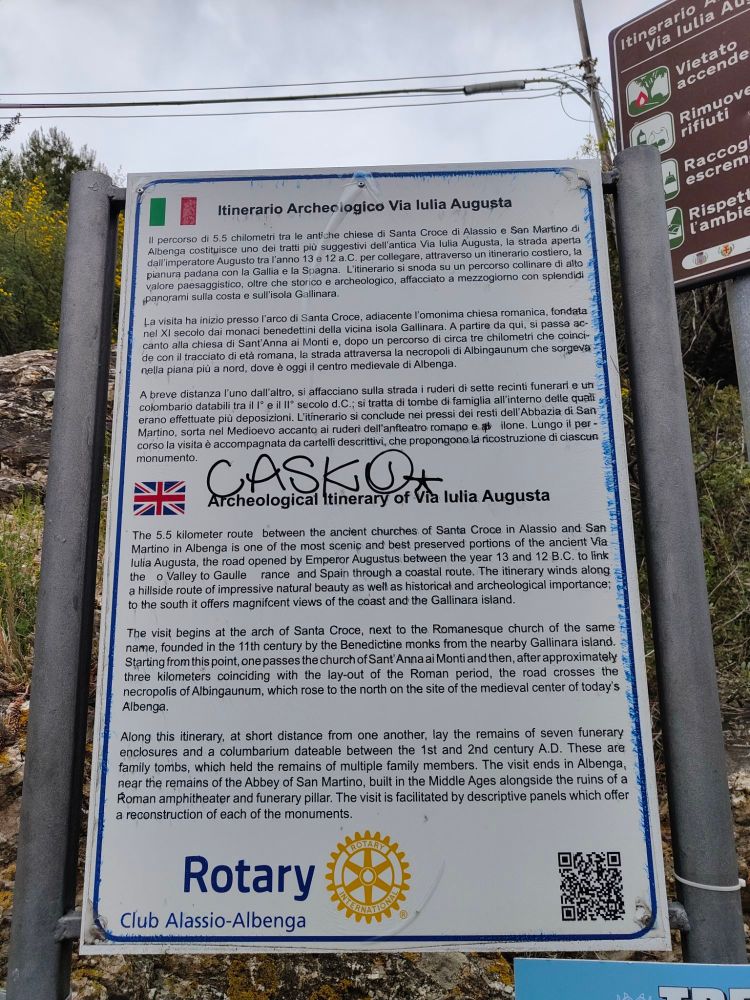 Itinerario Archeologico Via Iulia Augusta
Il percorso di 5.5 chilometri tra le antiche chiese di Santa Croce di Alassio e San Martino di
Albenga costituisce uno dei tratti più suggestivi dell'antica Via Iulia Augusta, la strada aperta
dall'imperatore Augusto tra l'anno 13 e 12 a.C. per collegare, attraverso un itinerario costiero, la
pianura padana con la Gallia e la Spagna. L'itinerario si snoda su un percorso collinare di alto
valore paesaggistico, oltre che storico e archeologico, affacciato a mezzogiorno con splendidi
panorami sulla costa e sull'isola Gallinara.
La visita ha inizio presso l'arco di Santa Croce, adiacente l'omonima chiesa romanica, fondata
nel XI secolo dai monaci benedettini della vicina isola Gallinara. A partire da qui, si passa ac-
canto alla chiesa di Sant'Anna ai Monti e, dopo un percorso di circa tre chilometri che coinci-
de con il tracciato di età romana, la strada attraversa la necropoli di Albingaunum che sorgeva
nella piana più a nord, dove è oggi il centro medievale di Albenga.
A breve distanza l'uno dall'altro, si affacciano sulla strada i ruderi di sette recinti funerari e un
colombario databili tra il I° e il II° secolo d.C.; si tratta di tombe di famiglia all'interno delle quali
erano effettuate più deposizioni. L'itinerario si conclude nei pressi dei resti dell'Abbazia di San
Martino, sorta nel Medioevo accanto ai ruderi dell'anfiteatro romano e ilone. Lungo il per-
corso la visita è accompagnata da cartelli descrittivi, che propongono la ricostruzione di ciascun
monumento.
CASKO
Archeological Itinerary of Via Iulia Augusta
The 5.5 kilometer route between the ancient churches of Santa Croce in Alassio and San
Martino in Albenga is one of the most scenic and best preserved portions of the ancient Via
Iulia Augusta, the road opened by Emperor Augustus between the year 13 and 12 B.C. to link
the o Valley to Gaulle rance and Spain through a coastal route. The itinerary winds along
a hillside route of impressive natural beauty as well as historical and archeological importance;
to the south it offers magnifcent views of the coast and the Gallinara island.
The visit begins at the arch of Santa Croce, next to the Romanesque church of the same
name, founded in the 11th century by the Benedictine monks from the nearby Gallinara island.
Starting from this point, one passes the church of Sant'Anna ai Monti and then, after approximately
three kilometers coinciding with the lay-out of the Roman period, the road crosses the
necropolis of Albingaunum, which rose to the north on the site of the medieval center of today's
Albenga.
Along this itinerary, at short distance from one another, lay the remains of seven funerary
enclosures and a columbarium dateable between the 1st and 2nd century A.D. These are
family tombs, which held the remains of multiple family members. The visit ends in Albenga,
near the remains of the Abbey of San Martino, built in the Middle Ages alongside the ruins of a
Roman amphitheater and funerary pillar. The visit is facilitated by descriptive panels which offer
a reconstruction of each of the monuments.
Rotary
ROTARY
INTERNATIONAL
®
Club Alassio-Albenga
Itinerario A
Via Iulia Au
Vietato
accende
Rimuove
rifiuti
Raccogl
escrem
Rispett
l'ambie